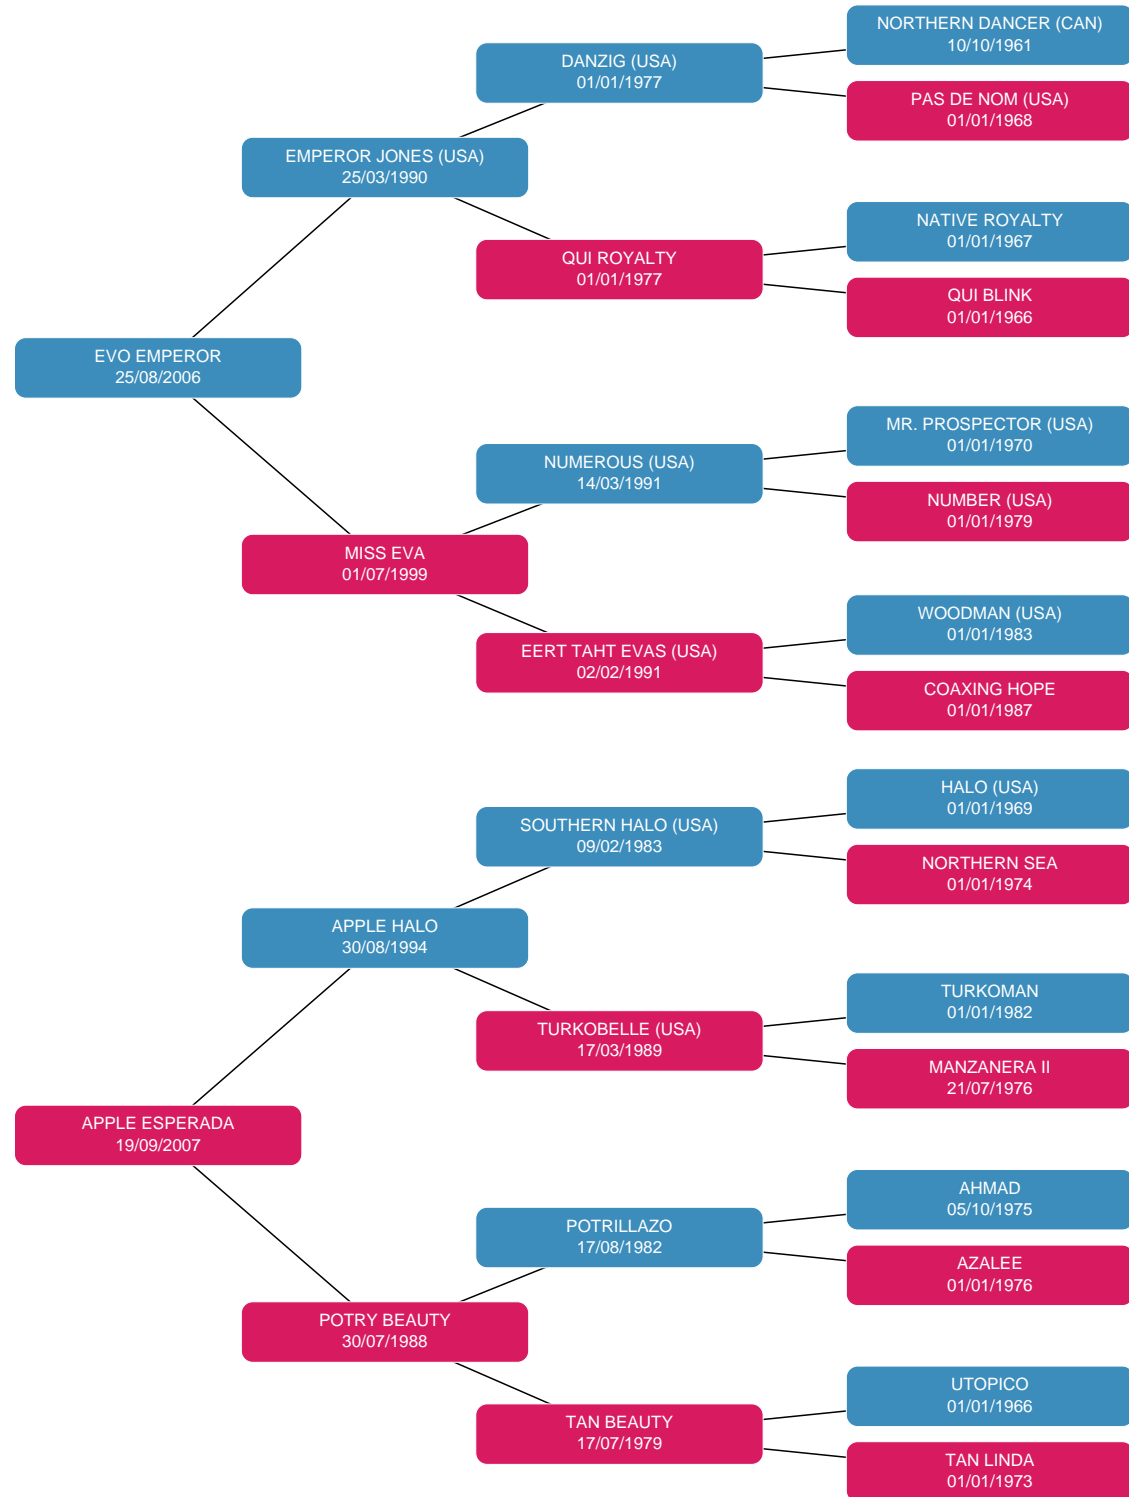 NORTHERN DANCER (CAN)
10/10/1961
DANZIG (USA)
01/01/1977
PAS DE NOM (USA)
01/01/1968
EMPEROR JONES (USA)
25/03/1990
NATIVE ROYALTY
01/01/1967
QUI ROYALTY
01/01/1977
QUI BLINK
01/01/1966
EVO EMPEROR
25/08/2006
MR. PROSPECTOR (USA)
01/01/1970
NUMEROUS (USA)
14/03/1991
NUMBER (USA)
01/01/1979
MISS EVA
01/07/1999
WOODMAN (USA)
01/01/1983
EERT TAHT EVAS (USA)
02/02/1991
COAXING HOPE
01/01/1987
HALO (USA)
01/01/1969
SOUTHERN HALO (USA)
09/02/1983
NORTHERN SEA
01/01/1974
APPLE HALO
30/08/1994
TURKOMAN
01/01/1982
TURKOBELLE (USA)
17/03/1989
MANZANERA II
21/07/1976
APPLE ESPERADA
19/09/2007
AHMAD
05/10/1975
POTRILLAZO
17/08/1982
AZALEE
01/01/1976
POTRY BEAUTY
30/07/1988
UTOPICO
01/01/1966
TAN BEAUTY
17/07/1979
TAN LINDA
01/01/1973